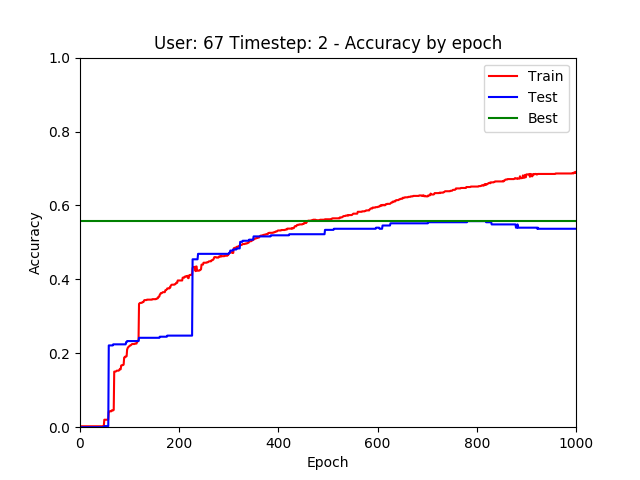 User: 67 Timestep: 2 - Accuracy by epoch
1.0
0.8
0.6
0.4
0.2
0.0
Accuracy
Train
Test
Best
0 200 400 600 800 1000
Epoch